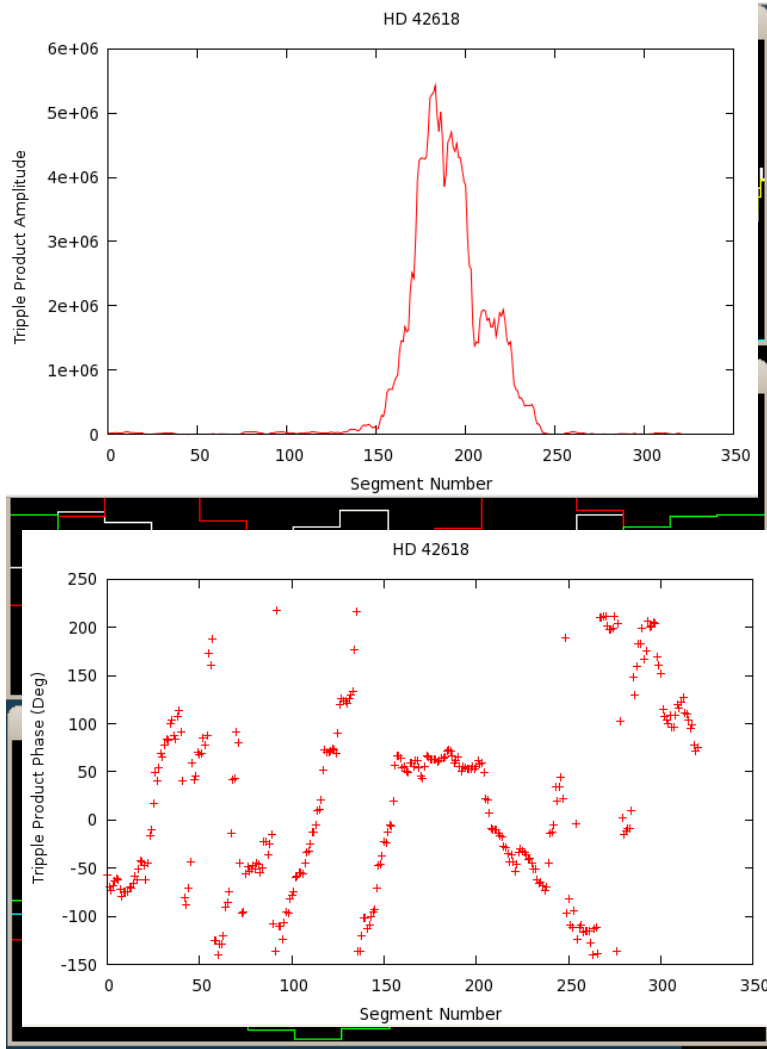 HD 42618
6e+06
5e+06
4e+06
3e+06
2e+06
1e+06
0
Tripple Product Amplitude
0 50 100 150 200 250 300 350
Segment Number
HD 42618
250
200
150
100
50
0
-50
-100
-150
Tripple Product Phase (Deg)
0 50 100 150 200 250 300 350
Segment Number